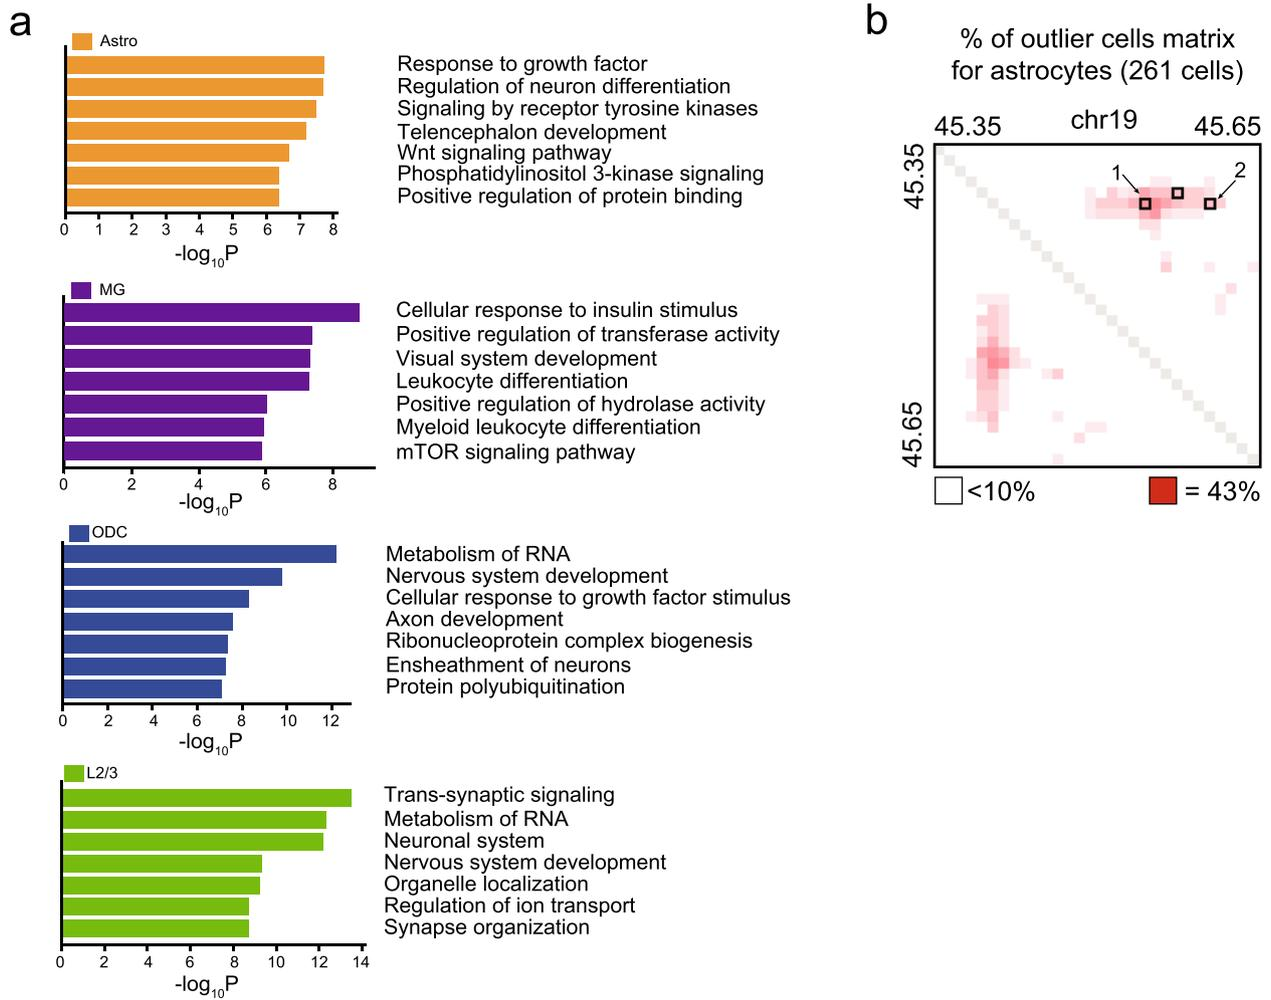 a
Astro
Response to growth factor
Regulation of neuron differentiation
Signaling by receptor tyrosine kinases
Telencephalon development
Wnt signaling pathway
Phosphatidylinositol 3-kinase signaling
Positive regulation of protein binding
0 1 2 3 4 5 6 7 8
-log10P
MG
Cellular response to insulin stimulus
Positive regulation of transferase activity
Visual system development
Leukocyte differentiation
Positive regulation of hydrolase activity
Myeloid leukocyte differentiation
mTOR signaling pathway
0 2 4 6 8
-log10P
ODC
Metabolism of RNA
Nervous system development
Cellular response to growth factor stimulus
Axon development
Ribonucleoprotein complex biogenesis
Ensheathment of neurons
Protein polyubiquitination
0 2 4 6 8 10 12
-log10P
L2/3
Trans-synaptic signaling
Metabolism of RNA
Neuronal system
Nervous system development
Organelle localization
Regulation of ion transport
Synapse organization
0 2 4 6 8 10 12 14
-log10P
b
% of outlier cells matrix
for astrocytes (261 cells)
45.35 chr19 45.65
45.35
45.65
1
2
<10% = 43%